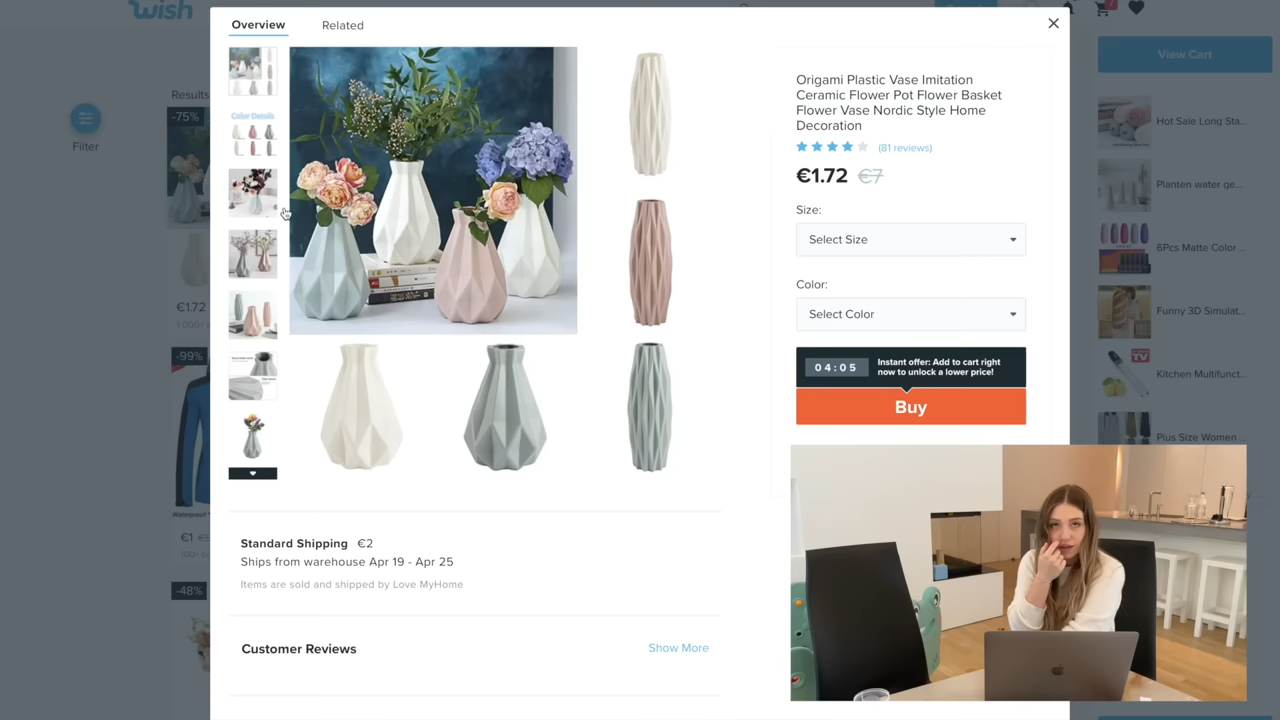 wish
Overview
Related
View Cart
Results
-75%
Filter
Color Details
€1.72
-99%
€1
-48%
Origami Plastic Vase Imitation
Ceramic Flower Pot Flower Basket
Flower Vase Nordic Style Home
Decoration
(81 reviews)
€1.72 €7
Size:
Select Size
Color:
Select Color
04:05
Instant offer: Add to cart right
now to unlock a lower price!
Buy
Standard Shipping €2
Ships from warehouse Apr 19 - Apr 25
Items are sold and shipped by Love MyHome
Customer Reviews
Show More
Hot Sale Long Sta...
Planten water ge...
6Pcs Matte Color ...
Funny 3D Simulat...
Kitchen Multifunct...
Plus Size Women